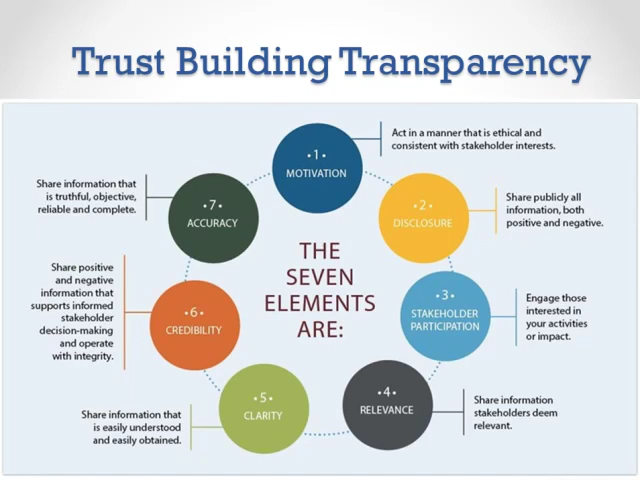 Trust Building Transparency
• 1 •
MOTIVATION
Act in a manner that is ethical and
consistent with stakeholder interests.
• 2 •
DISCLOSURE
Share publicly all
information, both
positive and negative.
• 3 •
STAKEHOLDER
PARTICIPATION
Engage those
interested in
your activities
or impact.
• 4 •
RELEVANCE
Share information
stakeholders deem
relevant.
• 5 •
CLARITY
Share information that
is easily understood
and easily obtained.
• 6 •
CREDIBILITY
Share positive
and negative
information that
supports informed
stakeholder
decision-making
and operate
with integrity.
• 7 •
ACCURACY
Share information that
is truthful, objective,
reliable and complete.
THE
SEVEN
ELEMENTS
ARE: